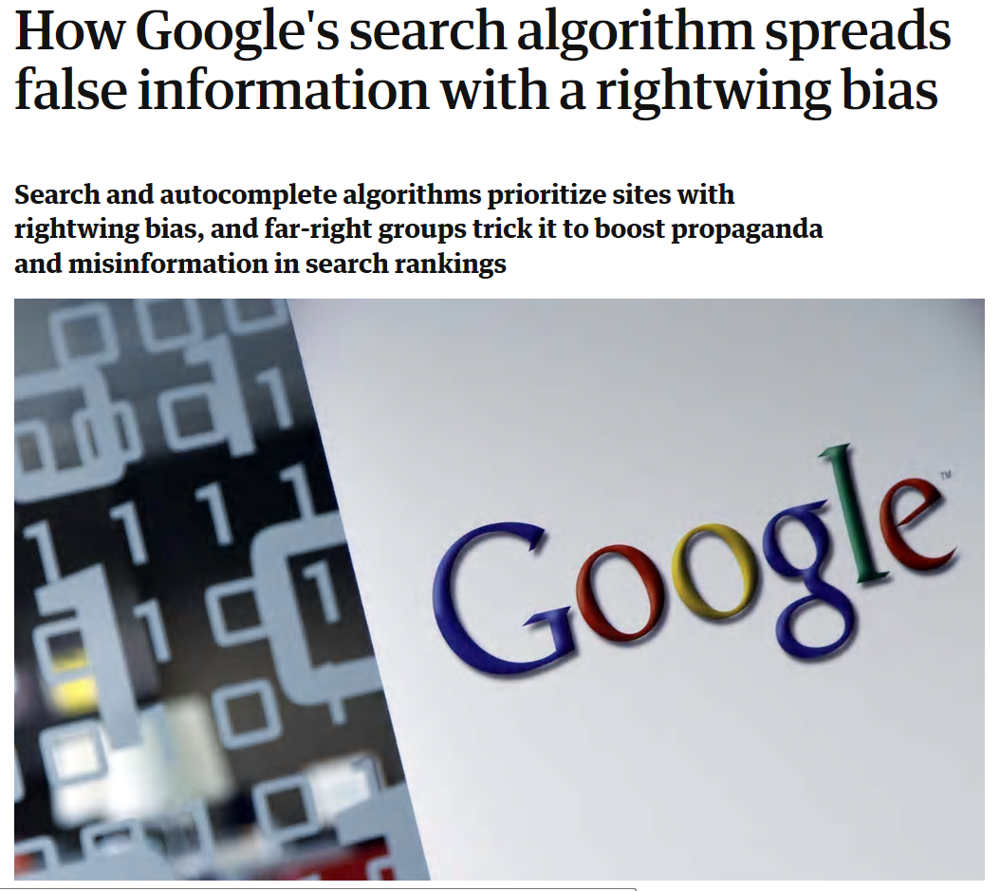 How Google's search algorithm spreads
false information with a rightwing bias
Search and autocomplete algorithms prioritize sites with
rightwing bias, and far-right groups trick it to boost propaganda
and misinformation in search rankings
Google™